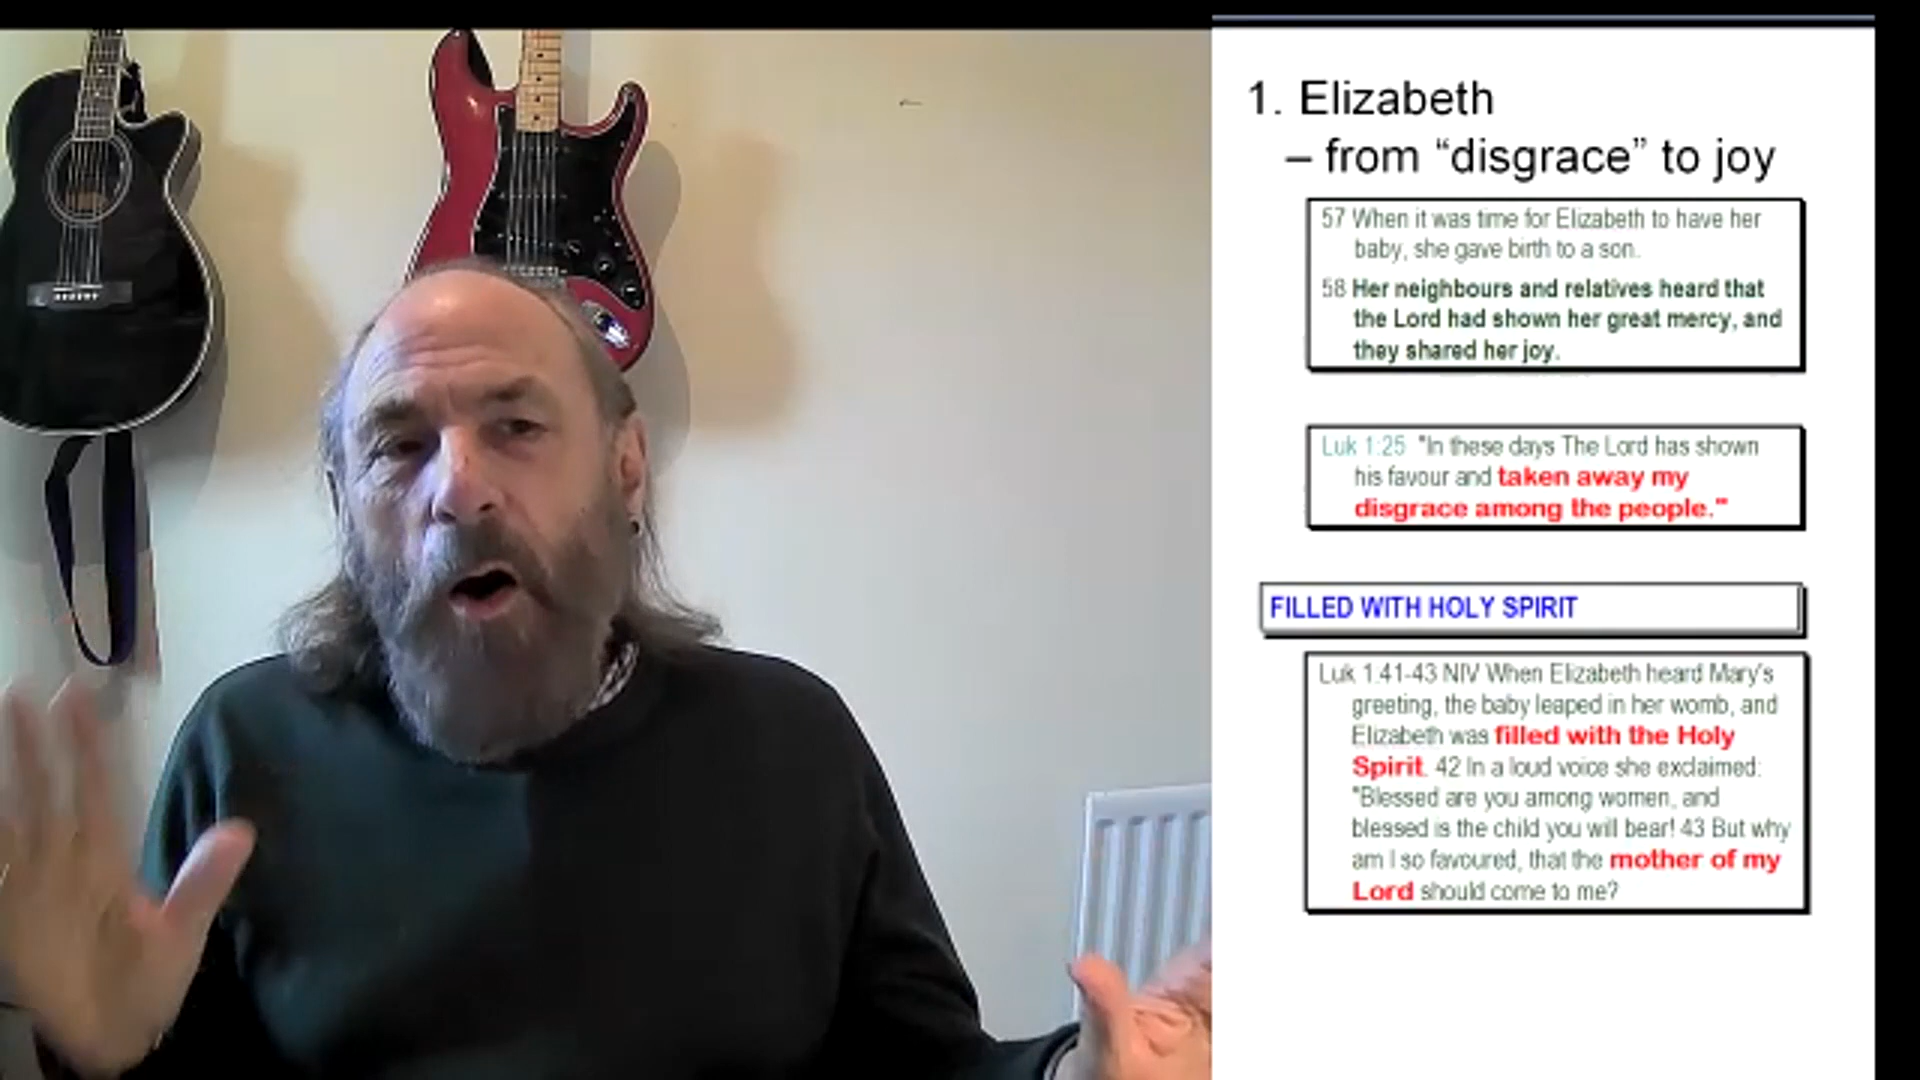 1. Elizabeth
– from “disgrace” to joy
57 When it was time for Elizabeth to have her
baby, she gave birth to a son.
58 Her neighbours and relatives heard that
the Lord had shown her great mercy, and
they shared her joy.
Luk 1:25 "In these days The Lord has shown
his favour and taken away my
disgrace among the people."
FILLED WITH HOLY SPIRIT
Luk 1:41-43 NIV When Elizabeth heard Mary's
greeting, the baby leaped in her womb, and
Elizabeth was filled with the Holy
Spirit. 42 In a loud voice she exclaimed:
"Blessed are you among women, and
blessed is the child you will bear! 43 But why
am I so favoured, that the mother of my
Lord should come to me?